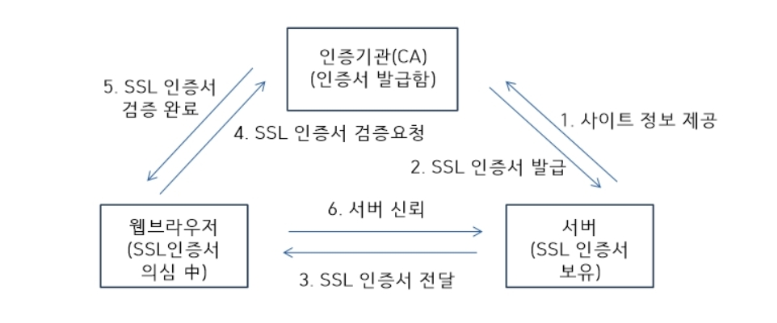 인증기관(CA)
(인증서 발급함)
5. SSL 인증서
검증 완료
4. SSL 인증서 검증요청
1. 사이트 정보 제공
2. SSL 인증서 발급
웹브라우저
(SSL인증서
의심 中)
6. 서버 신뢰
3. SSL 인증서 전달
서버
(SSL 인증서
보유)